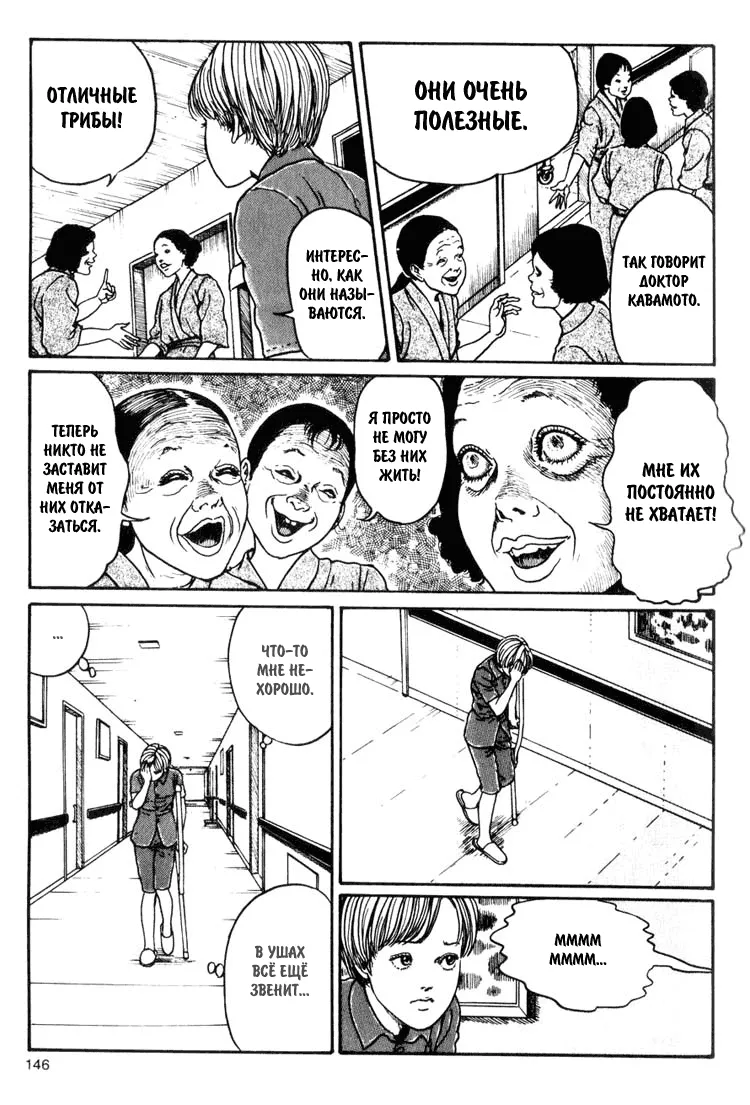 ОТЛИЧНЫЕ
ГРИБЫ!
ИНТЕРЕС-
НО, КАК
ОНИ НАЗЫ-
ВАЮТСЯ.
ОНИ ОЧЕНЬ
ПОЛЕЗНЫЕ.
ТАК ГОВОРИТ
ДОКТОР
КАВАМОТО.
ТЕПЕРЬ
НИКТО НЕ
ЗАСТАВИТ
МЕНЯ ОТ
НИХ ОТКА-
ЗАТЬСЯ.
Я ПРОСТО
НЕ МОГУ
БЕЗ НИХ
ЖИТЬ!
МНЕ ИХ
ПОСТОЯННО
НЕ ХВАТАЕТ!
...
ЧТО-ТО
МНЕ НЕ-
ХОРОШО.
В УШАХ
ВСЁ ЕЩЁ
ЗВЕНИТ...
ММММ
ММММ...
146